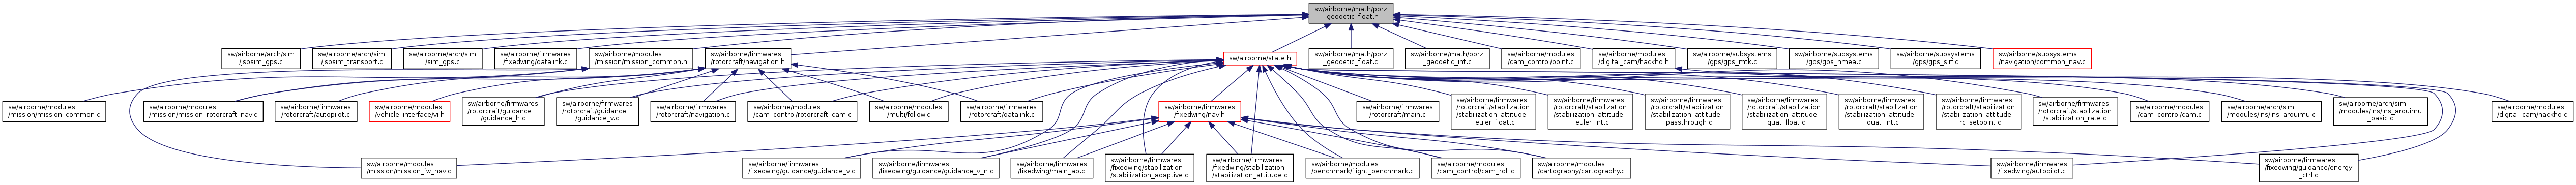 sw/airborne/math/pprz
_geodetic_float.h
sw/airborne/arch/sim
/jsbsim_gps.c
sw/airborne/arch/sim
/jsbsim_transport.c
sw/airborne/arch/sim
/sim_gps.c
sw/airborne/firmwares
/fixedwing/datalink.c
sw/airborne/modules
/mission/mission_common.h
sw/airborne/firmwares
/rotorcraft/navigation.h
sw/airborne/state.h
sw/airborne/math/pprz
_geodetic_float.c
sw/airborne/math/pprz
_geodetic_int.c
sw/airborne/modules
/cam_control/point.c
sw/airborne/modules
/digital_cam/hackhd.h
sw/airborne/subsystems
/gps/gps_mtk.c
sw/airborne/subsystems
/gps/gps_nmea.c
sw/airborne/subsystems
/gps/gps_sirf.c
sw/airborne/subsystems
/navigation/common_nav.c
sw/airborne/modules
/mission/mission_common.c
sw/airborne/modules
/mission/mission_rotorcraft_nav.c
sw/airborne/firmwares
/rotorcraft/autopilot.c
sw/airborne/modules
/vehicle_interface/vi.h
sw/airborne/firmwares
/rotorcraft/guidance
/guidance_h.c
sw/airborne/firmwares
/rotorcraft/guidance
/guidance_v.c
sw/airborne/firmwares
/rotorcraft/navigation.c
sw/airborne/modules
/cam_control/rotorcraft_cam.c
sw/airborne/modules
/multi/follow.c
sw/airborne/firmwares
/rotorcraft/datalink.c
sw/airborne/firmwares
/fixedwing/nav.h
sw/airborne/firmwares
/rotorcraft/main.c
sw/airborne/firmwares
/rotorcraft/stabilization
/stabilization_attitude
_euler_float.c
sw/airborne/firmwares
/rotorcraft/stabilization
/stabilization_attitude
_euler_int.c
sw/airborne/firmwares
/rotorcraft/stabilization
/stabilization_attitude
_passthrough.c
sw/airborne/firmwares
/rotorcraft/stabilization
/stabilization_attitude
_quat_float.c
sw/airborne/firmwares
/rotorcraft/stabilization
/stabilization_attitude
_quat_int.c
sw/airborne/firmwares
/rotorcraft/stabilization
/stabilization_attitude
_rc_setpoint.c
sw/airborne/firmwares
/rotorcraft/stabilization
/stabilization_rate.c
sw/airborne/modules
/cam_control/cam.c
sw/airborne/arch/sim
/modules/ins/ins_arduimu.c
sw/airborne/arch/sim
/modules/ins/ins_arduimu
_basic.c
sw/airborne/modules
/digital_cam/hackhd.c
sw/airborne/modules
/mission/mission_fw_nav.c
sw/airborne/firmwares
/fixedwing/guidance/guidance_v.c
sw/airborne/firmwares
/fixedwing/guidance/guidance_v_n.c
sw/airborne/firmwares
/fixedwing/main_ap.c
sw/airborne/firmwares
/fixedwing/stabilization
/stabilization_adaptive.c
sw/airborne/firmwares
/fixedwing/stabilization
/stabilization_attitude.c
sw/airborne/modules
/benchmark/flight_benchmark.c
sw/airborne/modules
/cam_control/cam_roll.c
sw/airborne/modules
/cartography/cartography.c
sw/airborne/firmwares
/fixedwing/autopilot.c
sw/airborne/firmwares
/fixedwing/guidance/energy
_ctrl.c